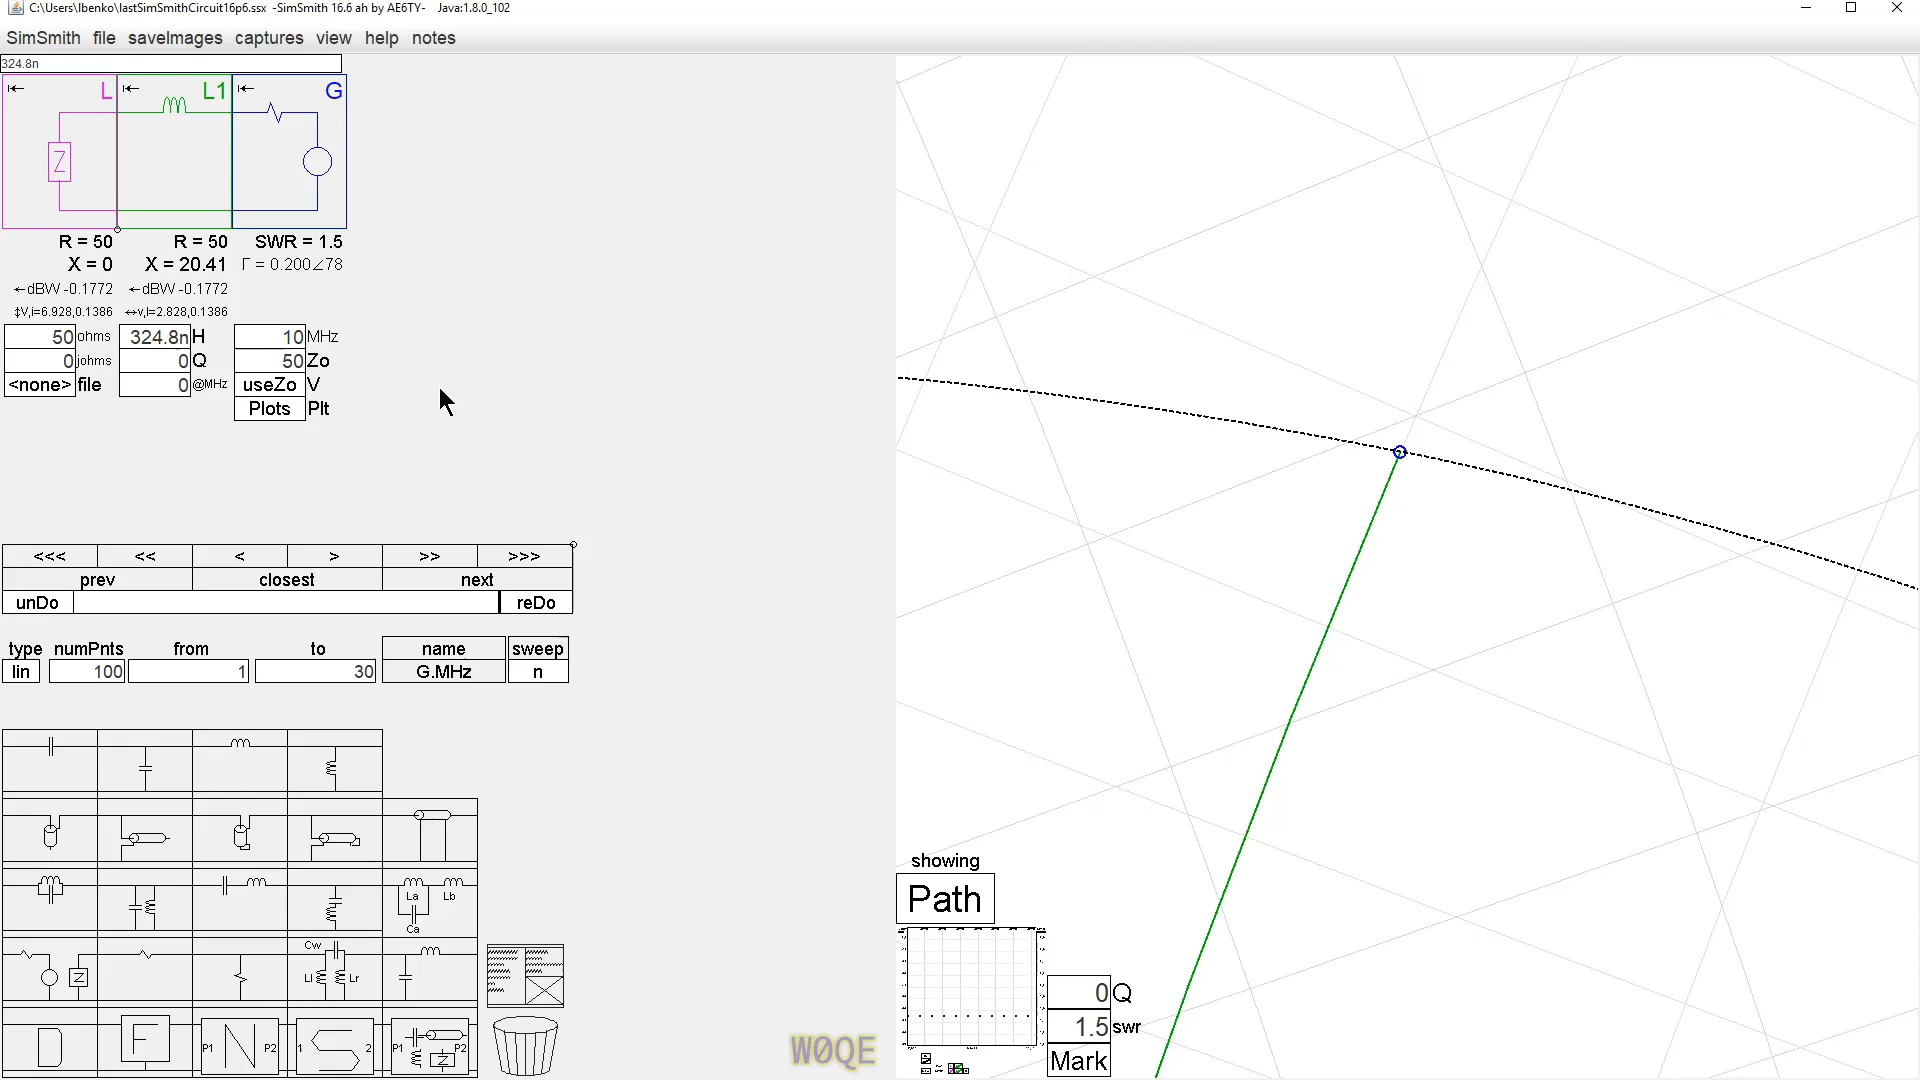 C:\Users\lbenko\lastSimSmithCircuit16p6.ssx -SimSmith 16.6 ah by AE6TY- Java:1.8.0_102
SimSmith file saveImages captures view help notes
324.8n
L L1 G
Z
R = 50 R = 50 SWR = 1.5
X = 0 X = 20.41 Γ = 0.200∠78
←dBW -0.1772 ←dBW -0.1772
↕V,i=6.928,0.1386 ↔v,I=2.828,0.1386
50 ohms 324.8n H 10 MHz
0 johms 0 Q 50 Zo
<none> file 0 @MHz useZo V
Plots Plt
<<< << < > >> >>>
prev closest next
unDo reDo
type numPnts from to name sweep
lin 100 1 30 G.MHz n
La Lb
Ca
Cw
Z Ll Lr
D F P1 N P2 1 S 2 P1 P2
Z
W0QE
showing
Path
0 Q
1.5 swr
Mark